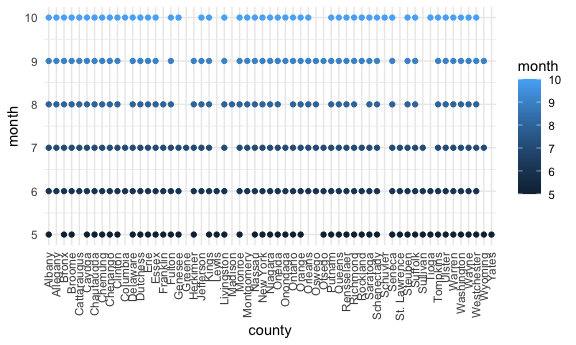 10
9
8
7
6
5
month
month
10
9
8
7
6
5
Albany
Allegany
Bronx
Broome
Cattaraugus
Cayuga
Chautauqua
Chemung
Chenango
Clinton
Columbia
Delaware
Dutchess
Erie
Essex
Franklin
Fulton
Genesee
Greene
Herkimer
Jefferson
Kings
Lewis
Livingston
Madison
Monroe
Montgomery
Nassau
New York
Niagara
Oneida
Onondaga
Ontario
Orange
Orleans
Oswego
Otsego
Putnam
Queens
Rensselaer
Richmond
Rockland
Saratoga
Schenectady
Schuyler
Seneca
St. Lawrence
Steuben
Suffolk
Sullivan
Tioga
Tompkins
Ulster
Warren
Washington
Wayne
Westchester
Wyoming
Yates
county